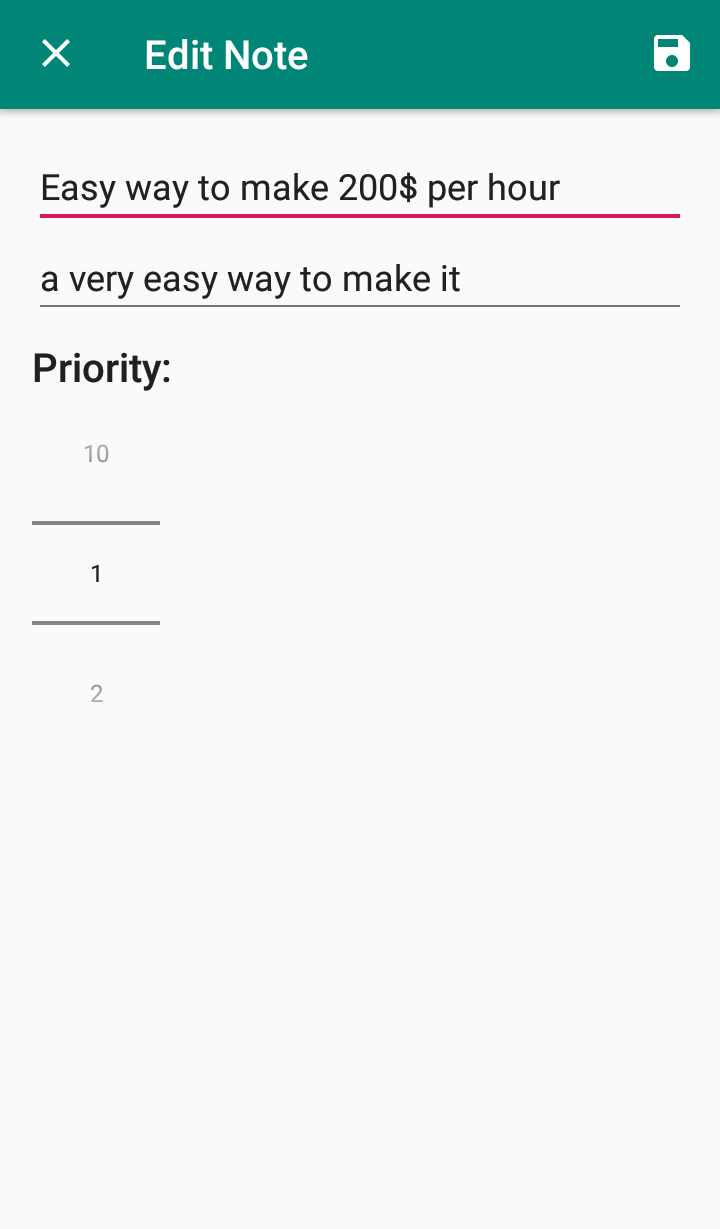 Edit Note
Easy way to make 200$ per hour
a very easy way to make it
Priority:
10
1
2